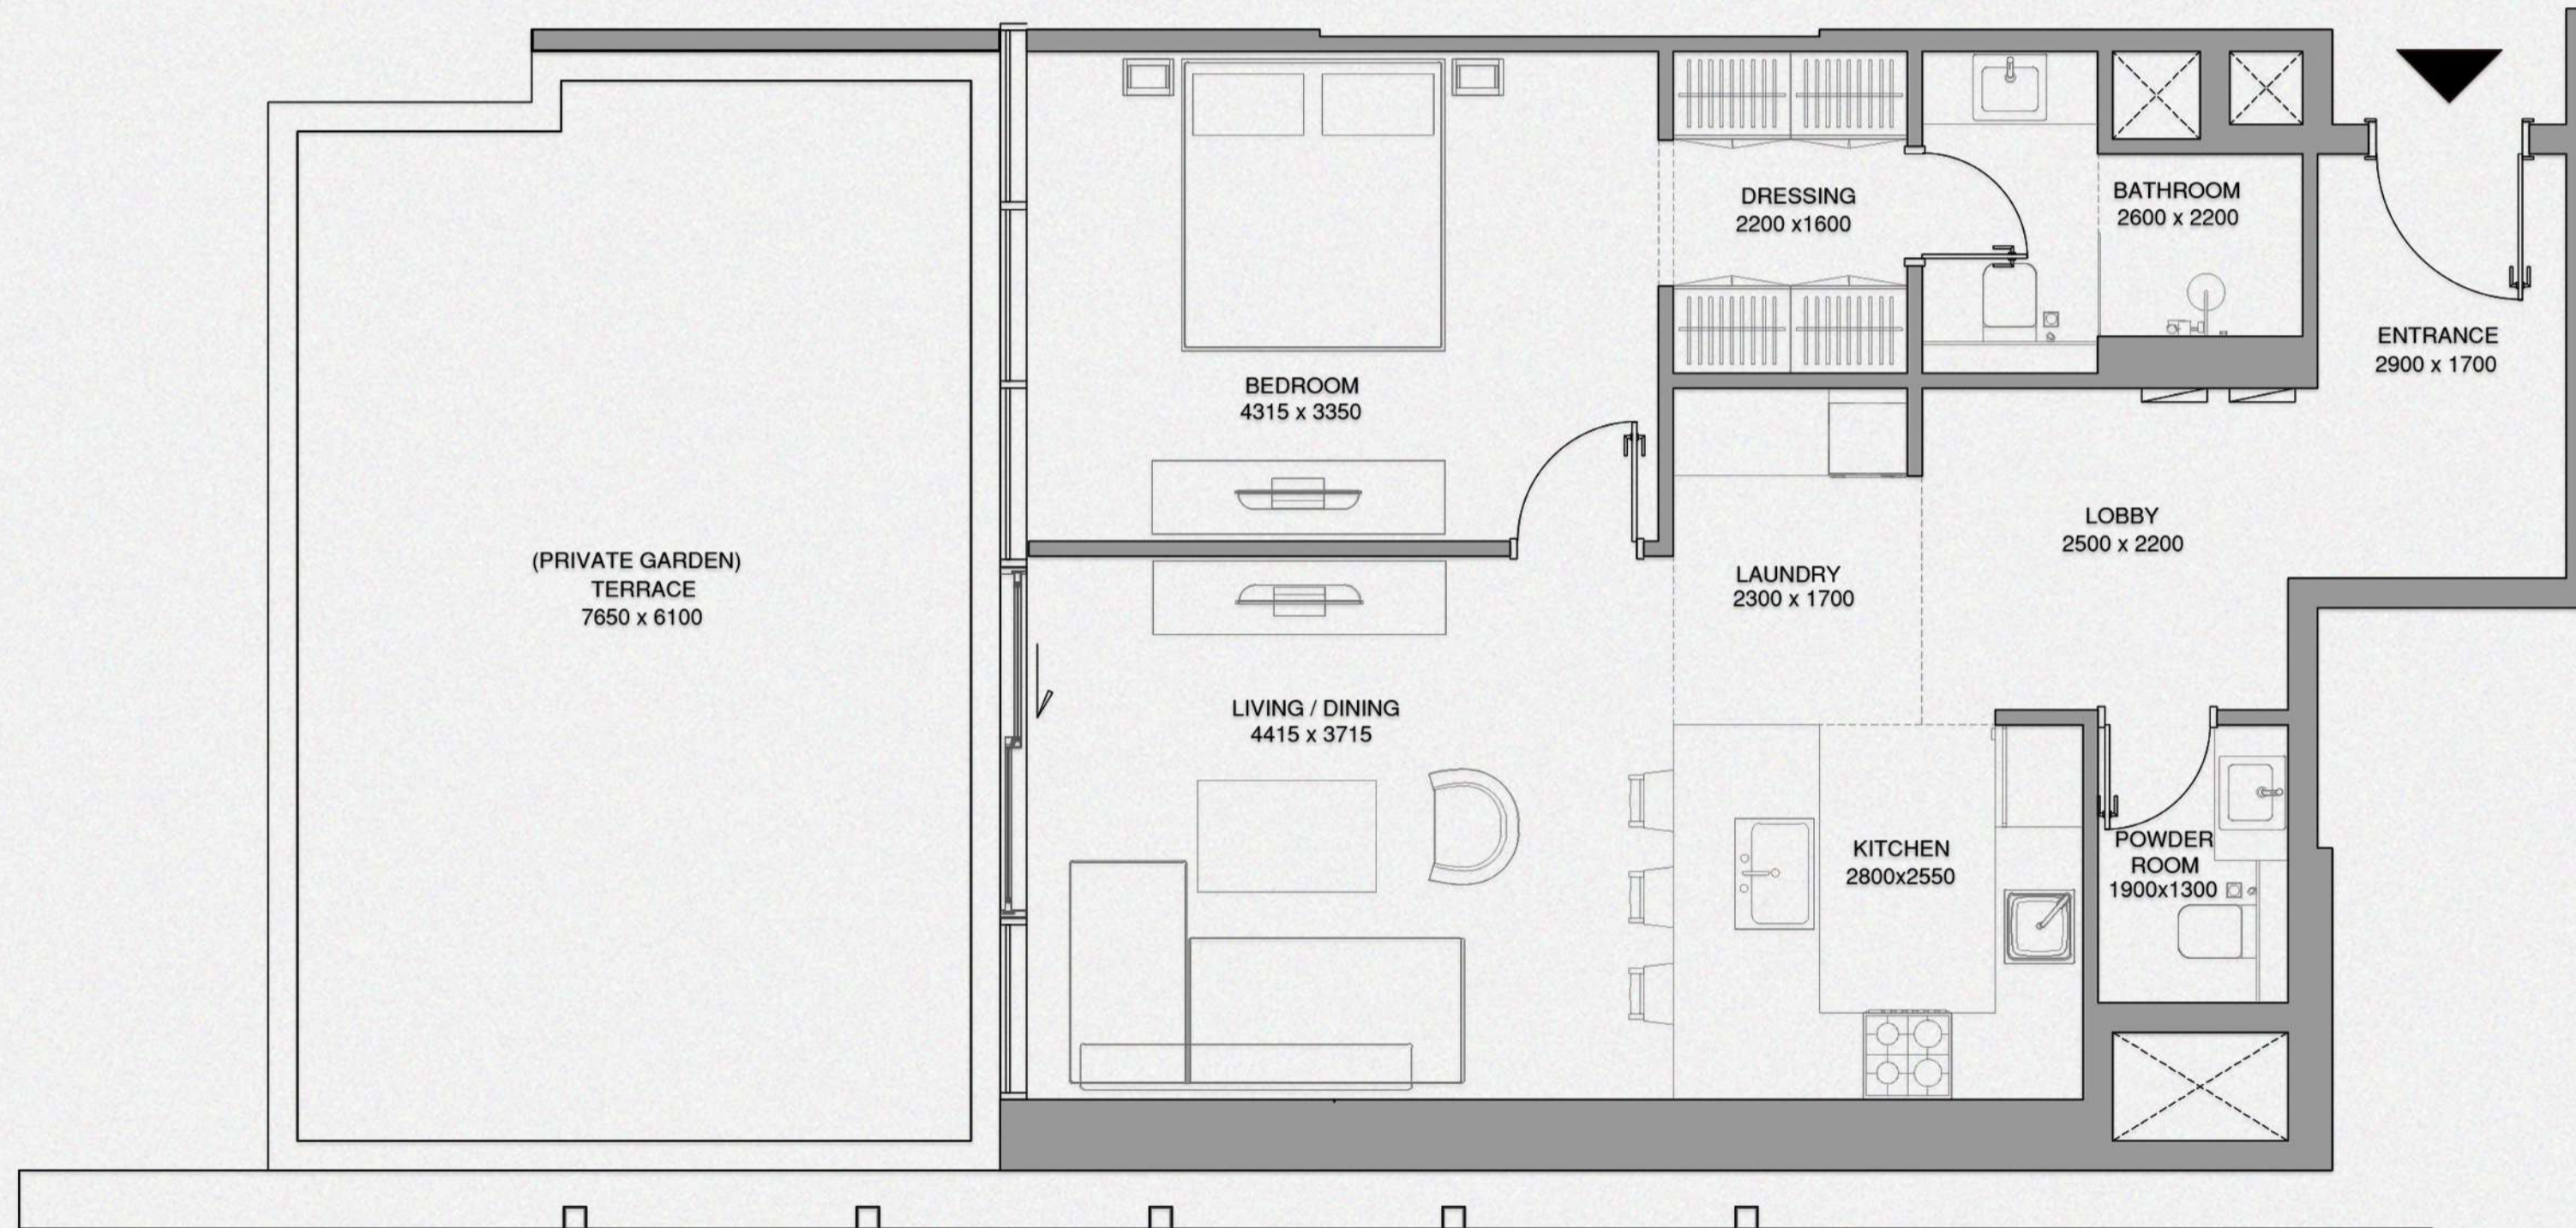 DRESSING
2200 x1600
BATHROOM
2600 x 2200
ENTRANCE
2900 x 1700
BEDROOM
4315 x 3350
LOBBY
2500 x 2200
(PRIVATE GARDEN)
TERRACE
7650 x 6100
LAUNDRY
2300 x 1700
LIVING / DINING
4415 x 3715
KITCHEN
2800x2550
POWDER
ROOM
1900x1300